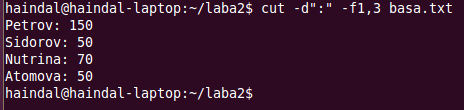 haindal@haindal-laptop:~/laba2$ cut -d":" -f1,3 basa.txt
Petrov: 150
Sidorov: 50
Nutrina: 70
Atomova: 50
haindal@haindal-laptop:~/laba2$